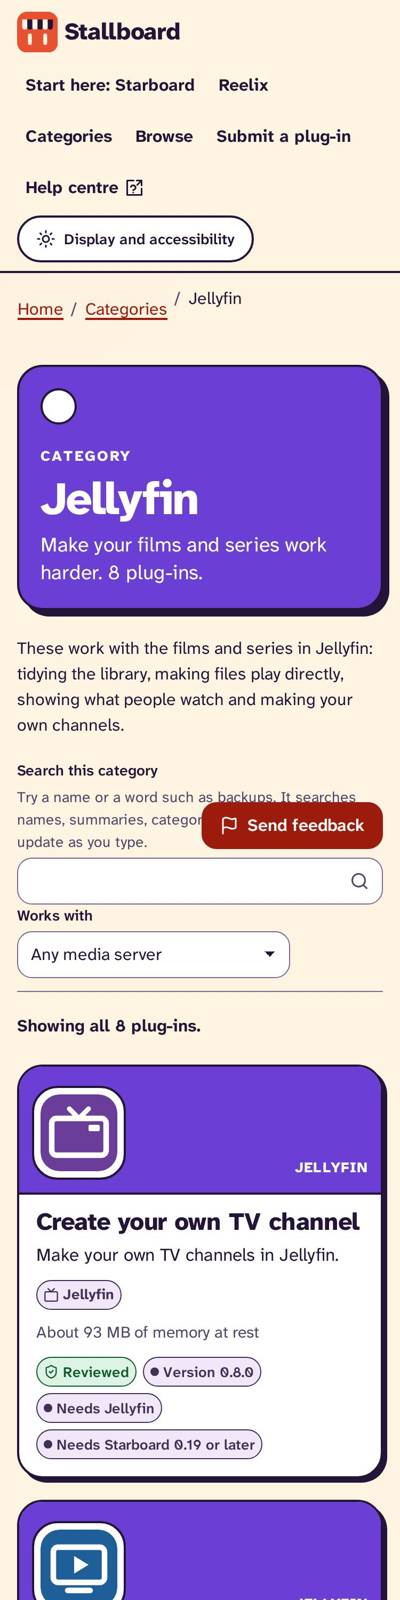 Stallboard
Start here: Starboard Reelix
Categories Browse Submit a plug-in
Help centre
Display and accessibility
Home / Categories / Jellyfin
CATEGORY
Jellyfin
Make your films and series work
harder. 8 plug-ins.
These work with the films and series in Jellyfin:
tidying the library, making files play directly,
showing what people watch and making your
own channels.
Search this category
Try a name or a word such as backups. It searches
names, summaries,
Send feedback
update as you type.
Works with
Any media server
Showing all 8 plug-ins.
JELLYFIN
Create your own TV channel
Make your own TV channels in Jellyfin.
Jellyfin
About 93 MB of memory at rest
Reviewed Version 0.8.0
Needs Jellyfin
Needs Starboard 0.19 or later